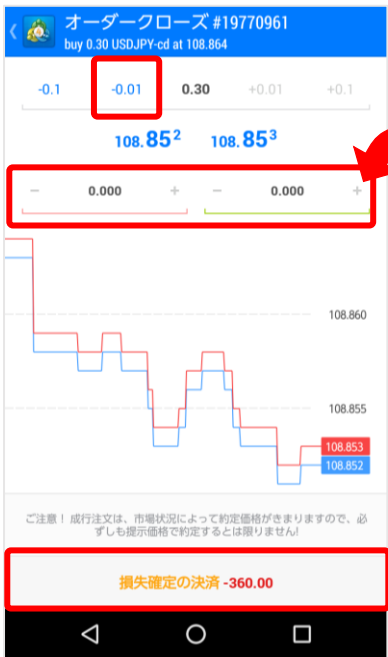 オーダークローズ #19770961
buy 0.30 USDJPY-cd at 108.864
-0.1 -0.01 0.30 +0.01 +0.1
108.85² 108.85³
− 0.000 + − 0.000 +
108.860
108.855
108.853
108.852
ご注意！ 成行注文は、市場状況によって約定価格がきまりますので、必
ずしも提示価格で約定するとは限りません!
損失確定の決済 -360.00